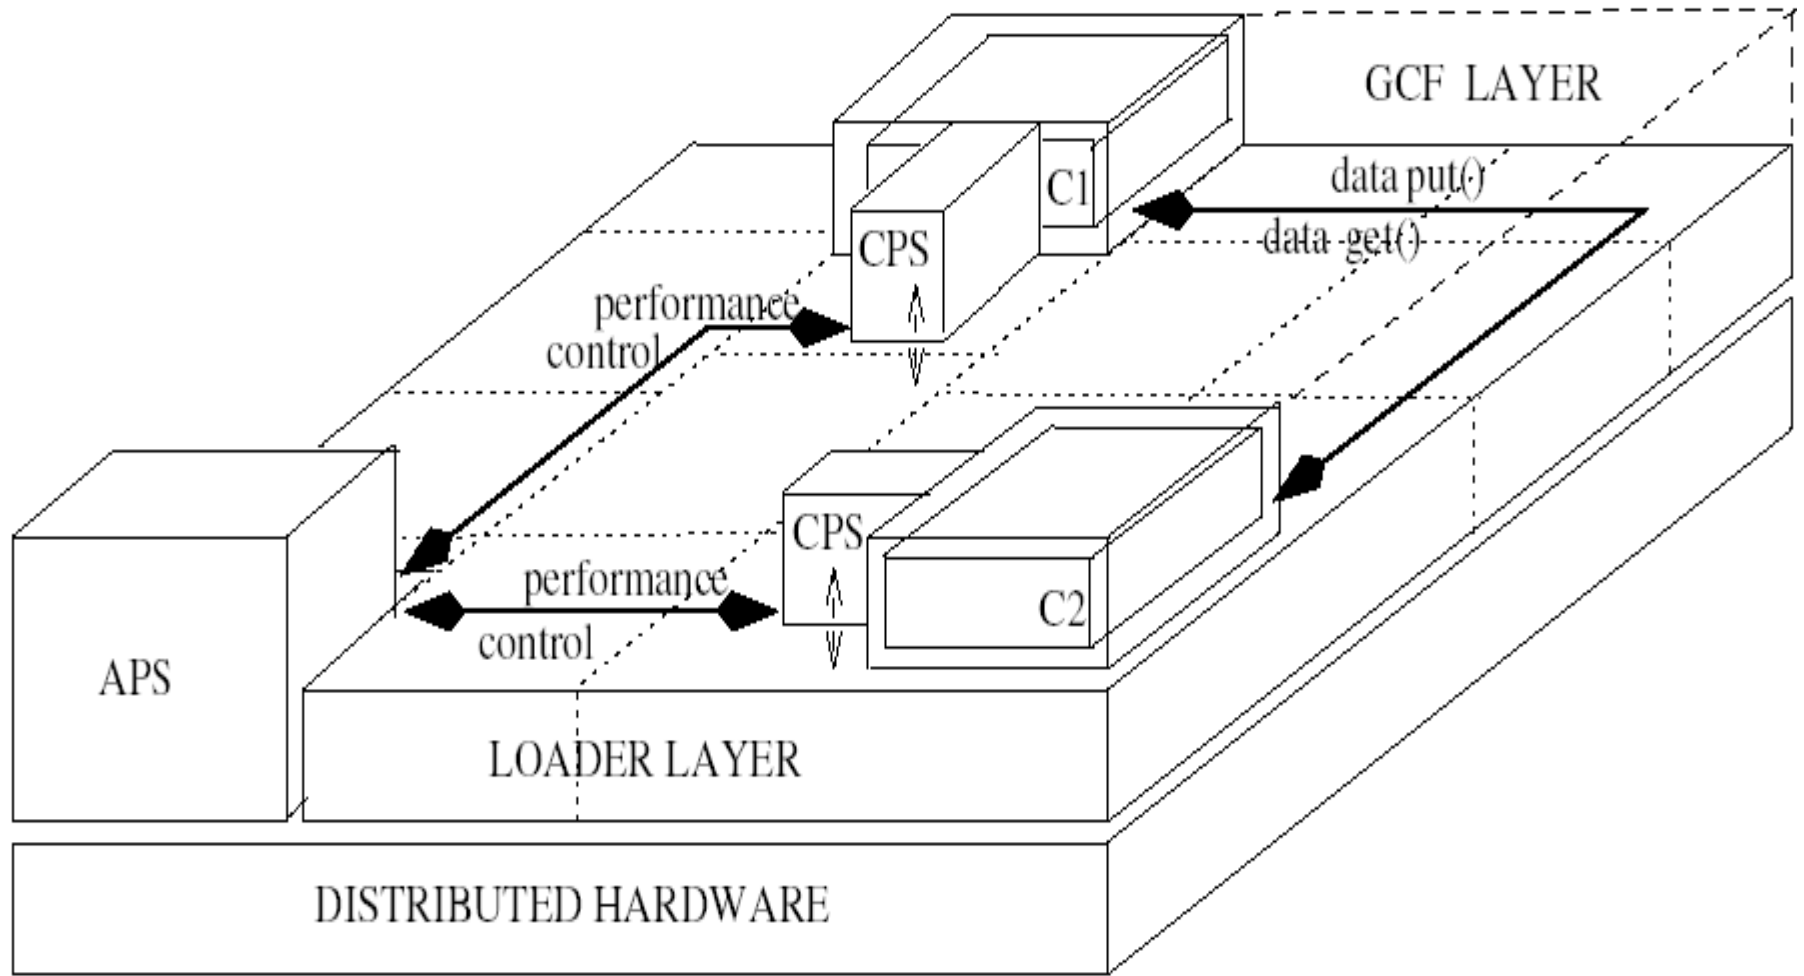 GCF LAYER
data put()
C1
data get()
CPS
performance
control
CPS
performance
C2
control
APS
LOADER LAYER
DISTRIBUTED HARDWARE